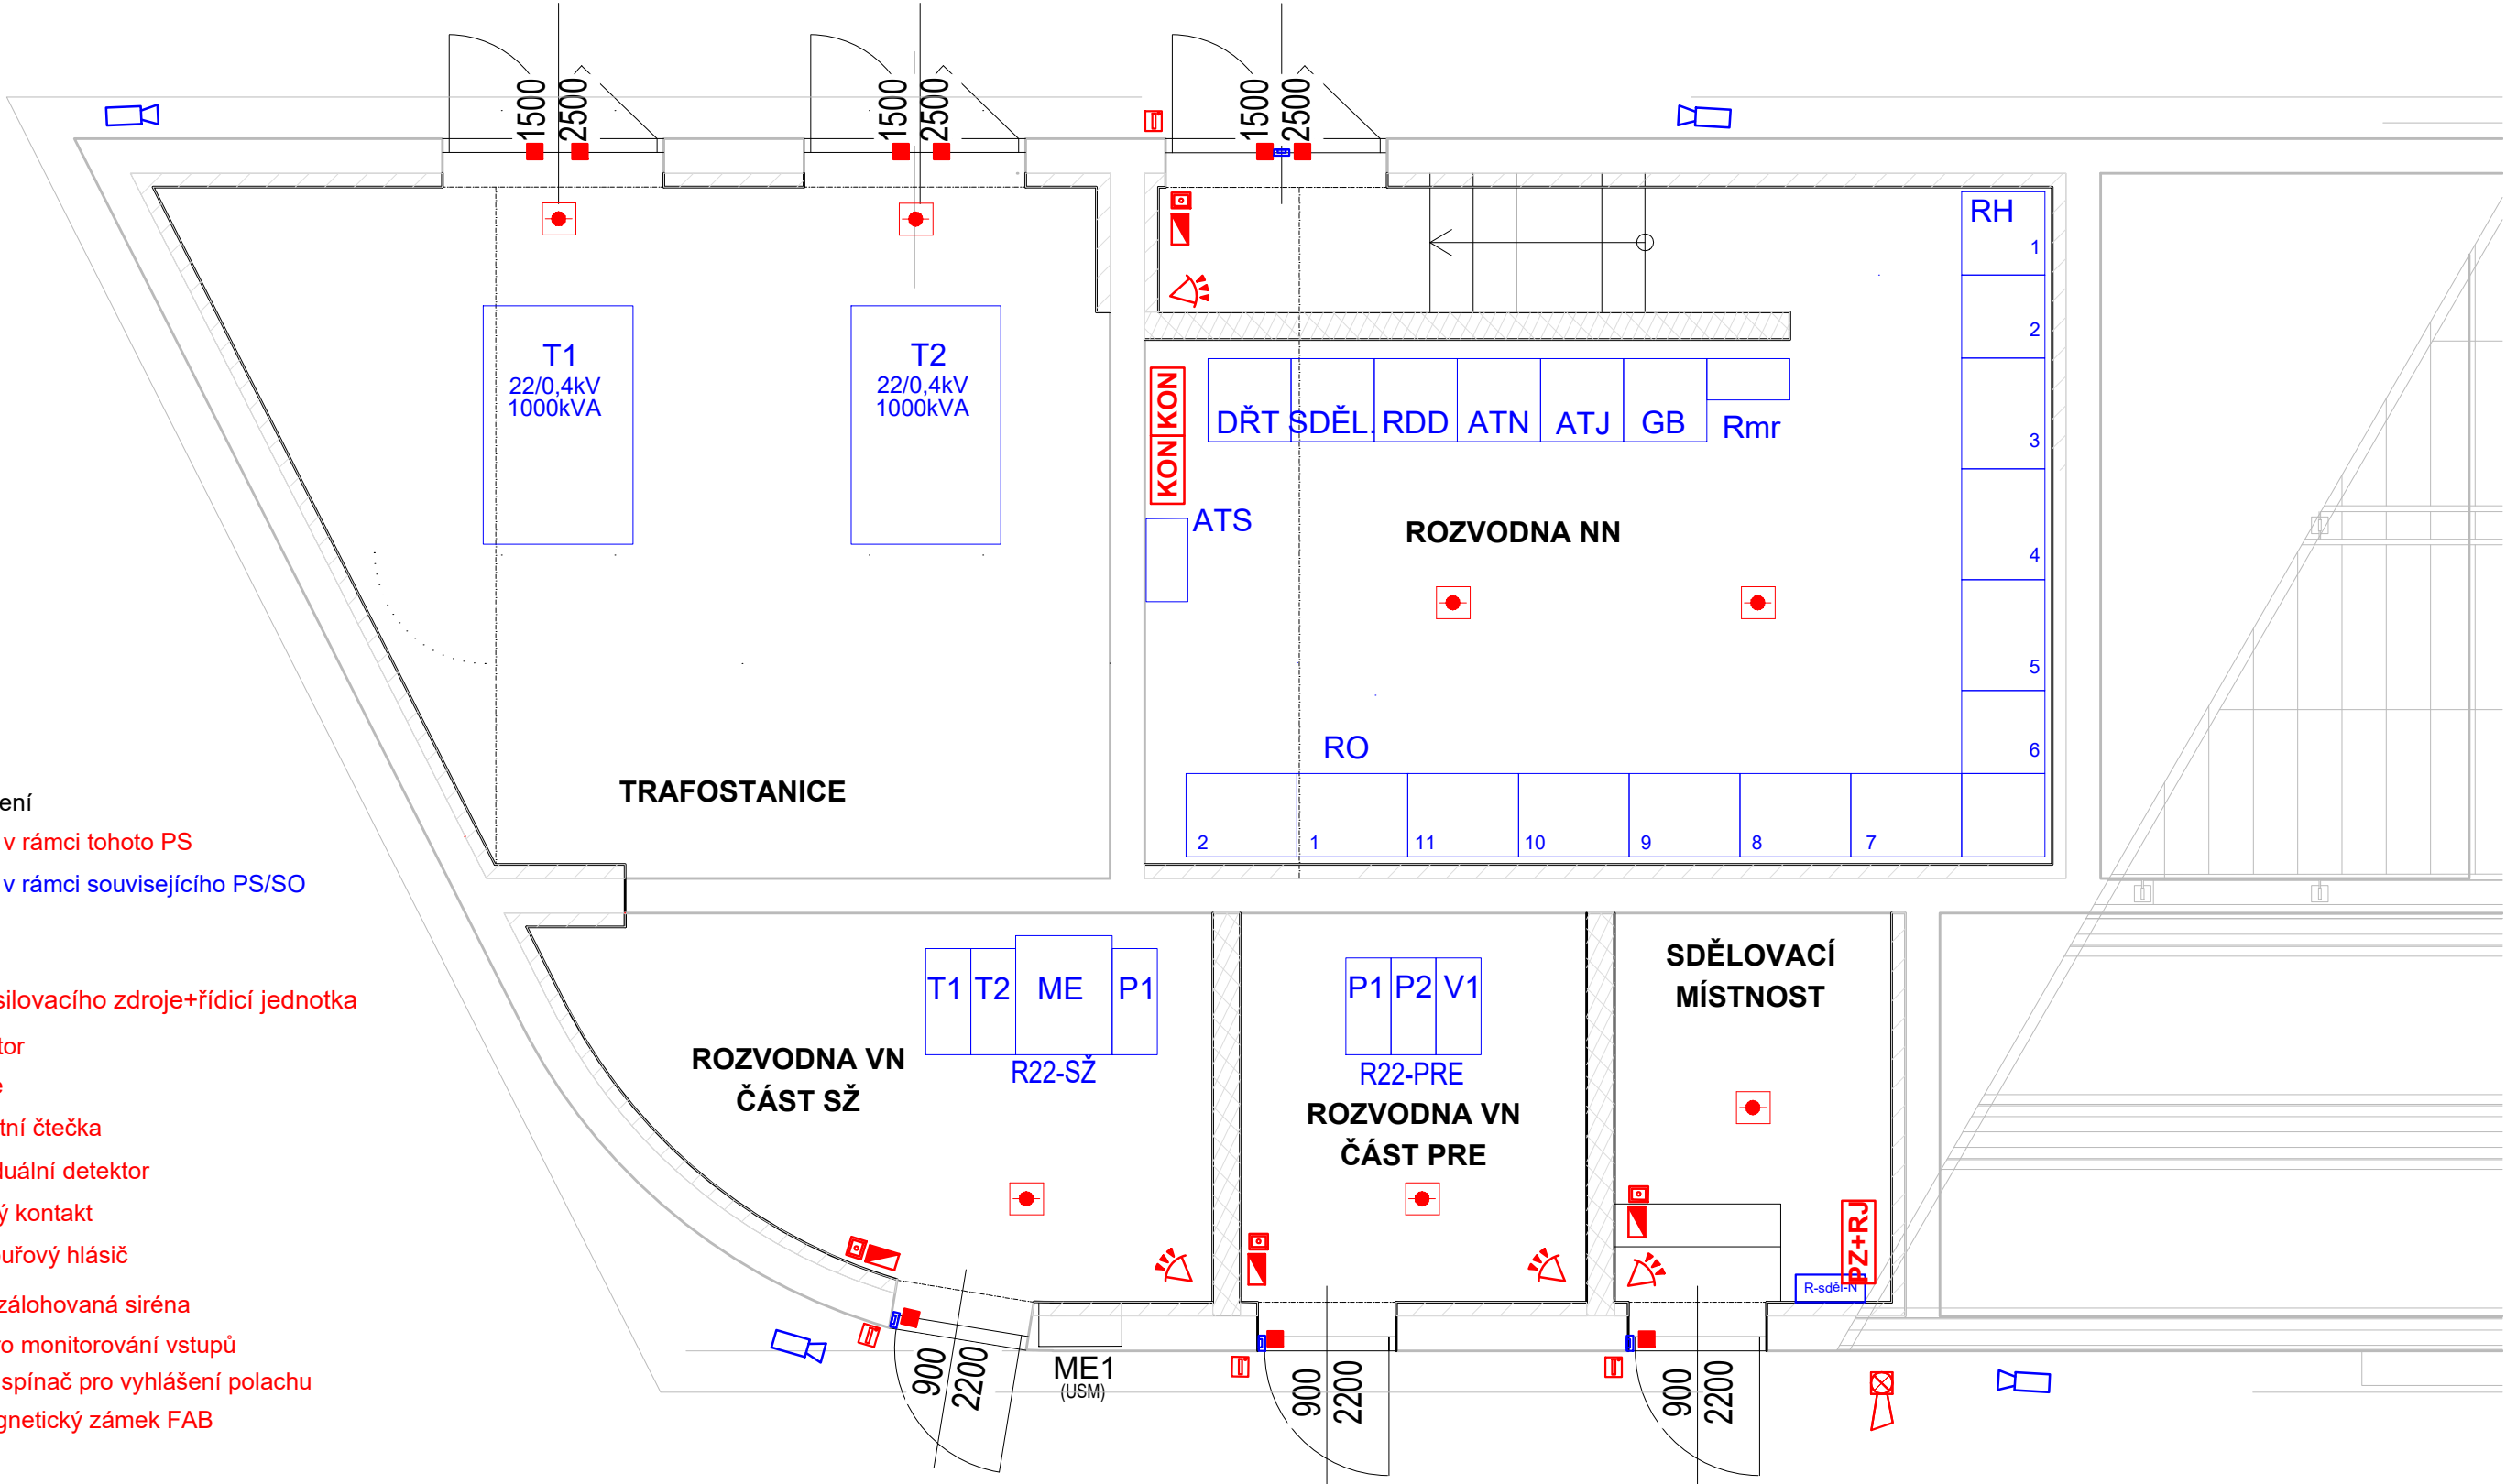 1500
2500
1500
2500
1500
2500
RH
1
2
3
4
5
6
T1
22/0,4kV
1000kVA
T2
22/0,4kV
1000kVA
KON
KON
DŘT
SDĚL.
RDD
ATN
ATJ
GB
Rmr
ATS
ROZVODNA NN
RO
TRAFOSTANICE
2
1
11
10
9
8
7
ení
v rámci tohoto PS
v rámci souvisejícího PS/SO
silovacího zdroje+řídicí jednotka
tor
e
tní čtečka
duální detektor
ý kontakt
ouřový hlásič
zálohovaná siréna
ro monitorování vstupů
spínač pro vyhlášení polachu
gnetický zámek FAB
T1
T2
ME
P1
R22-SŽ
ROZVODNA VN
ČÁST SŽ
P1
P2
V1
R22-PRE
ROZVODNA VN
ČÁST PRE
SDĚLOVACÍ
MÍSTNOST
PZ+RJ
R-sděl-N
ME1
(USM)
900
2200
900
2200
900
2200